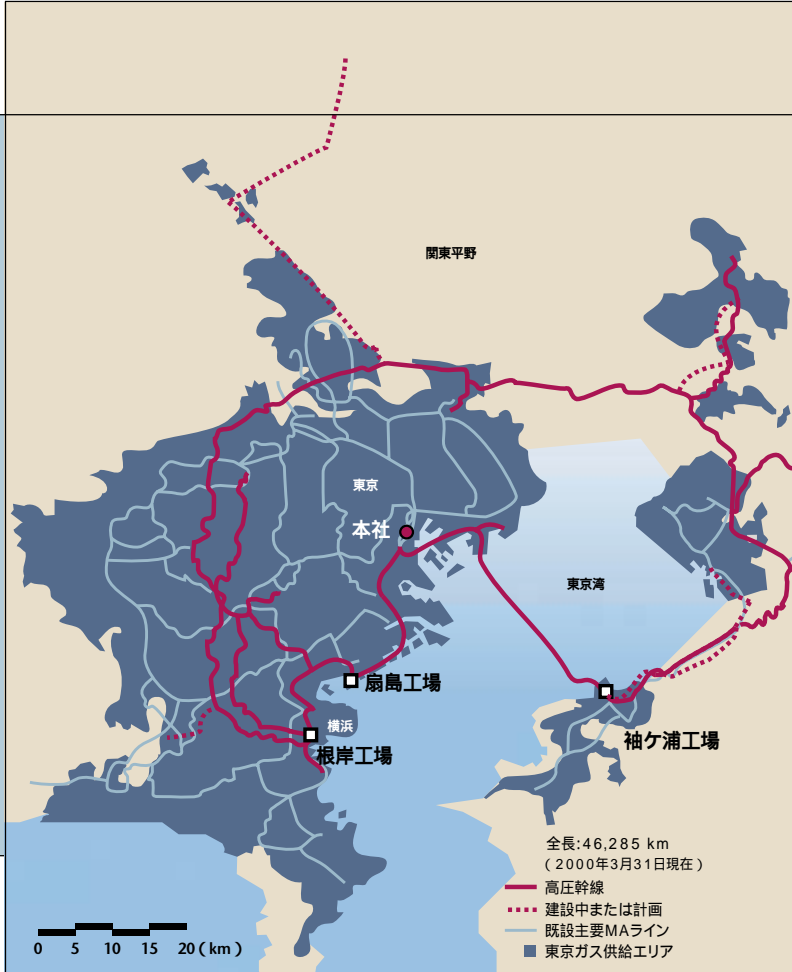 関東平野
東京
本社
東京湾
扇島工場
横浜
根岸工場
袖ケ浦工場
全長:46,285 km
(2000年3月31日現在)
高圧幹線
建設中または計画
既設主要MAライン
東京ガス供給エリア
0 5 10 15 20(km)